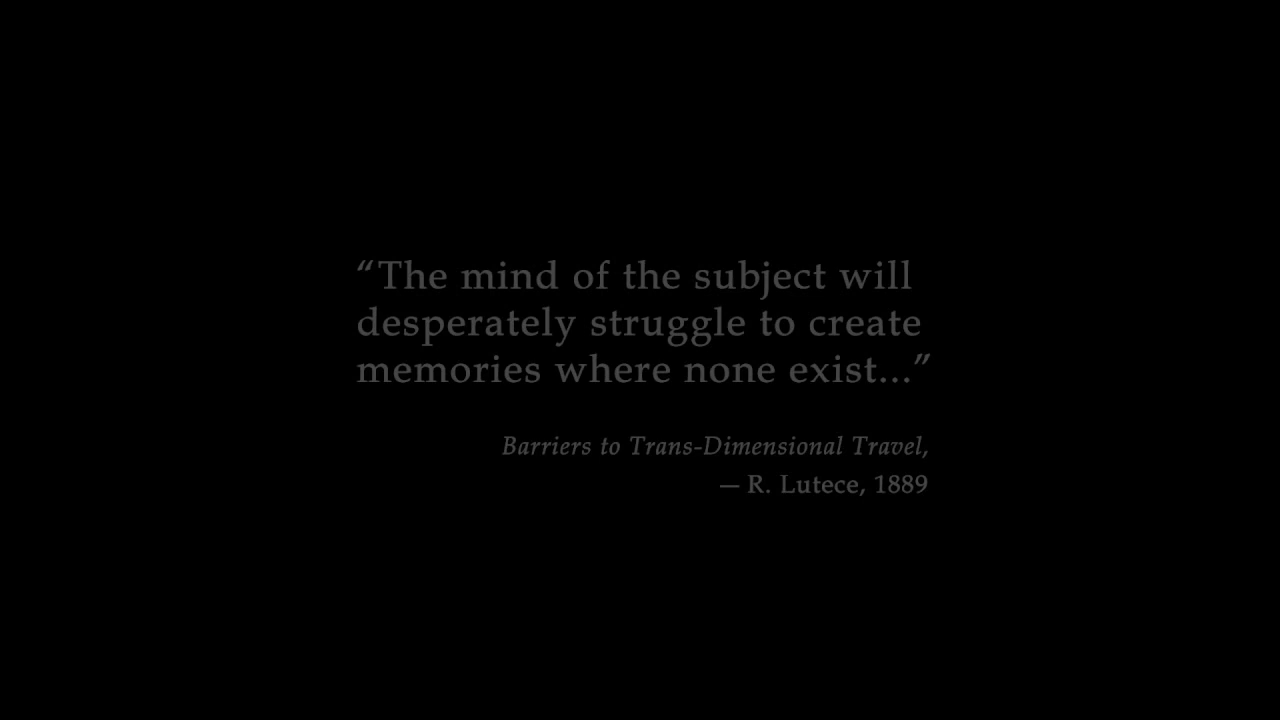 “The mind of the subject will
desperately struggle to create
memories where none exist...”
Barriers to Trans-Dimensional Travel,
— R. Lutece, 1889